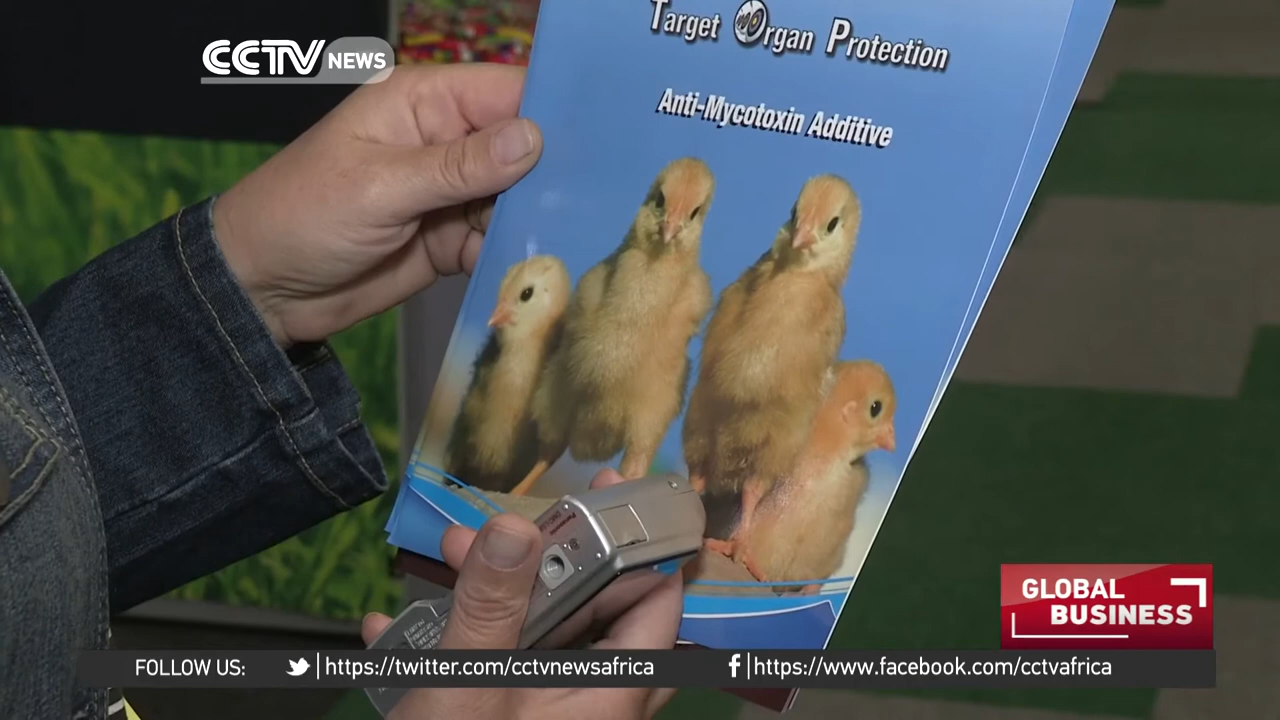 CCTV NEWS
Target Organ Protection
Anti-Mycotoxin Additive
Panasonic
GLOBAL
BUSINESS
FOLLOW US: https://twitter.com/cctvnewsafrica https://www.facebook.com/cctvafrica